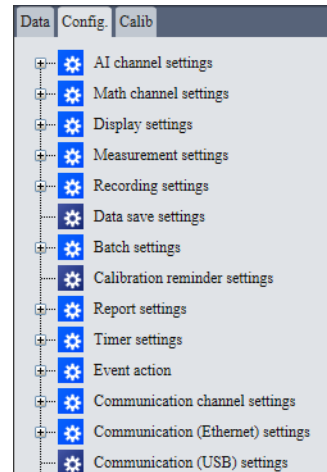 Data Config. Calib
AI channel settings
Math channel settings
Display settings
Measurement settings
Recording settings
Data save settings
Batch settings
Calibration reminder settings
Report settings
Timer settings
Event action
Communication channel settings
Communication (Ethernet) settings
Communication (USB) settings